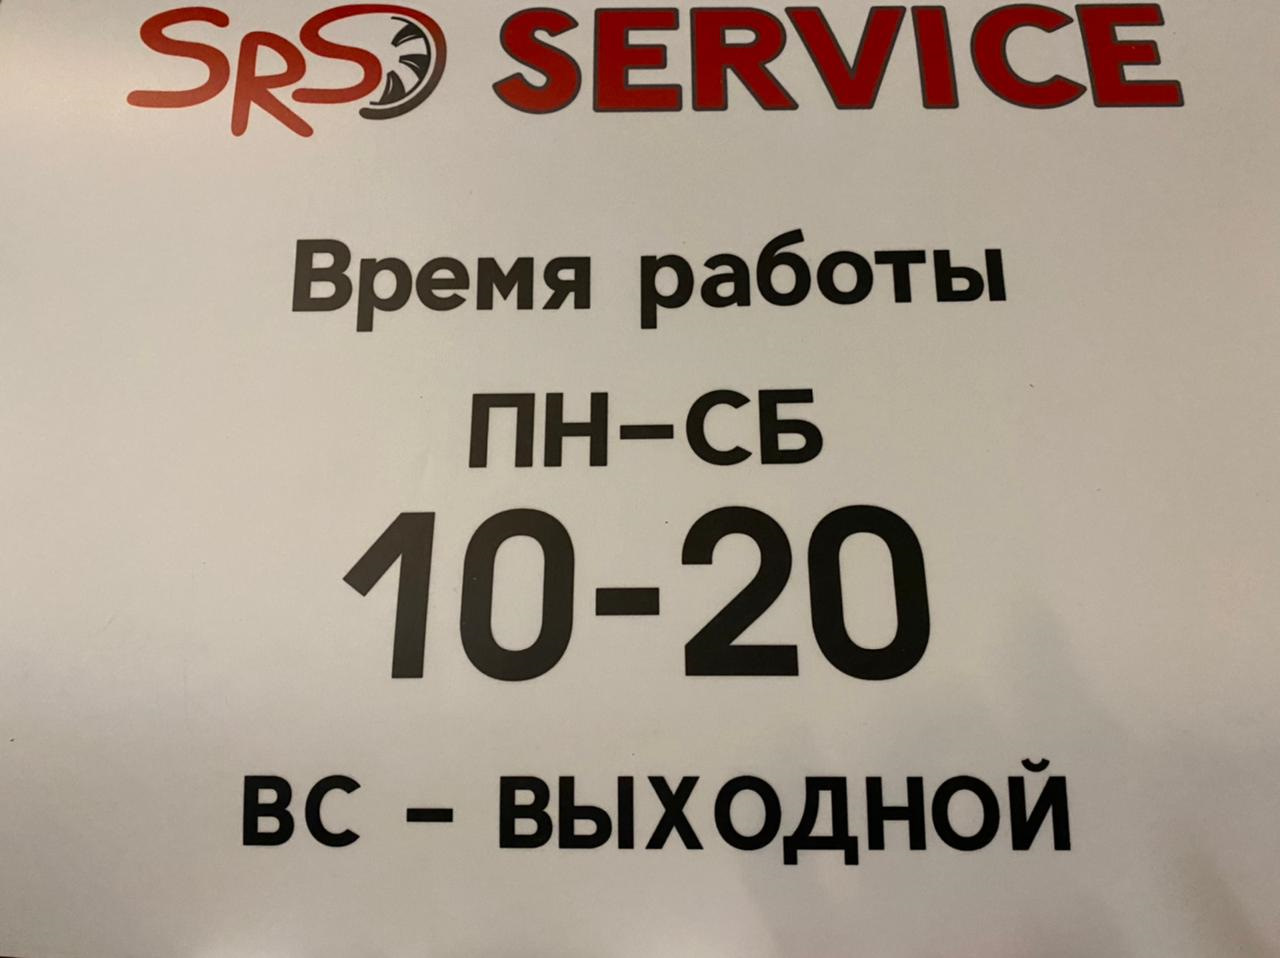 SRS SERVICE
Время работы
ПН-СБ
10-20
ВС - ВЫХОДНОЙ